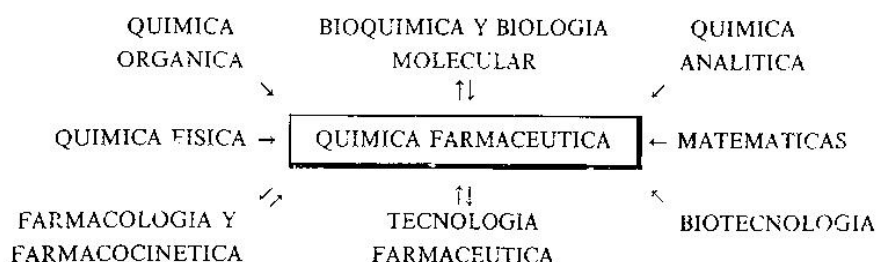 QUIMICA BIOQUIMICA Y BIOLOGIA QUIMICA
ORGANICA MOLECULAR ANALITICA
↘ ↑↓ ↙
QUIMICA FISICA → QUIMICA FARMACEUTICA ← MATEMATICAS
↙↗ ↑↓ ↖
FARMACOLOGIA Y TECNOLOGIA BIOTECNOLOGIA
FARMACOCINETICA FARMACEUTICA